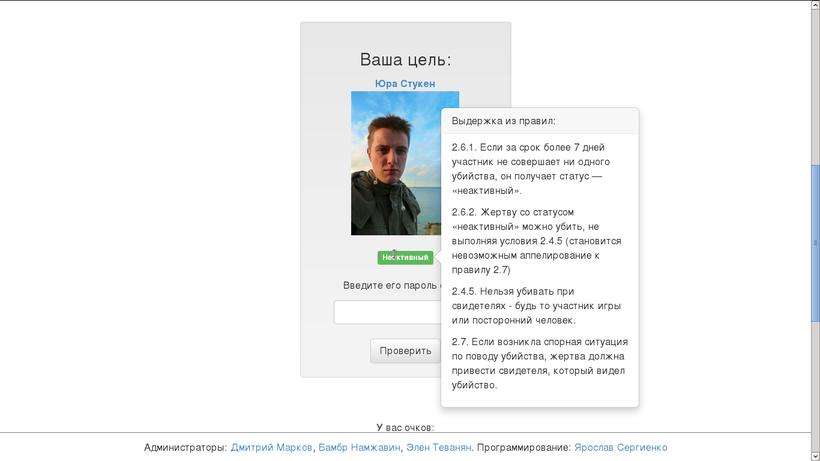 Ваша цель:
Юра Стукен
Неактивный
Введите его пароль
Проверить
Выдержка из правил:
2.6.1. Если за срок более 7 дней
участник не совершает ни одного
убийства, он получает статус —
«неактивный».
2.6.2. Жертву со статусом
«неактивный» можно убить, не
выполняя условия 2.4.5 (становится
невозможным аппелирование к
правилу 2.7)
2.4.5. Нельзя убивать при
свидетелях - будь то участник игры
или посторонний человек.
2.7. Если возникла спорная ситуация
по поводу убийства, жертва должна
привести свидетеля, который видел
убийство.
У вас очков:
Администраторы: Дмитрий Марков, Бамбр Намжавин, Элен Теванян. Программирование: Ярослав Сергиенко